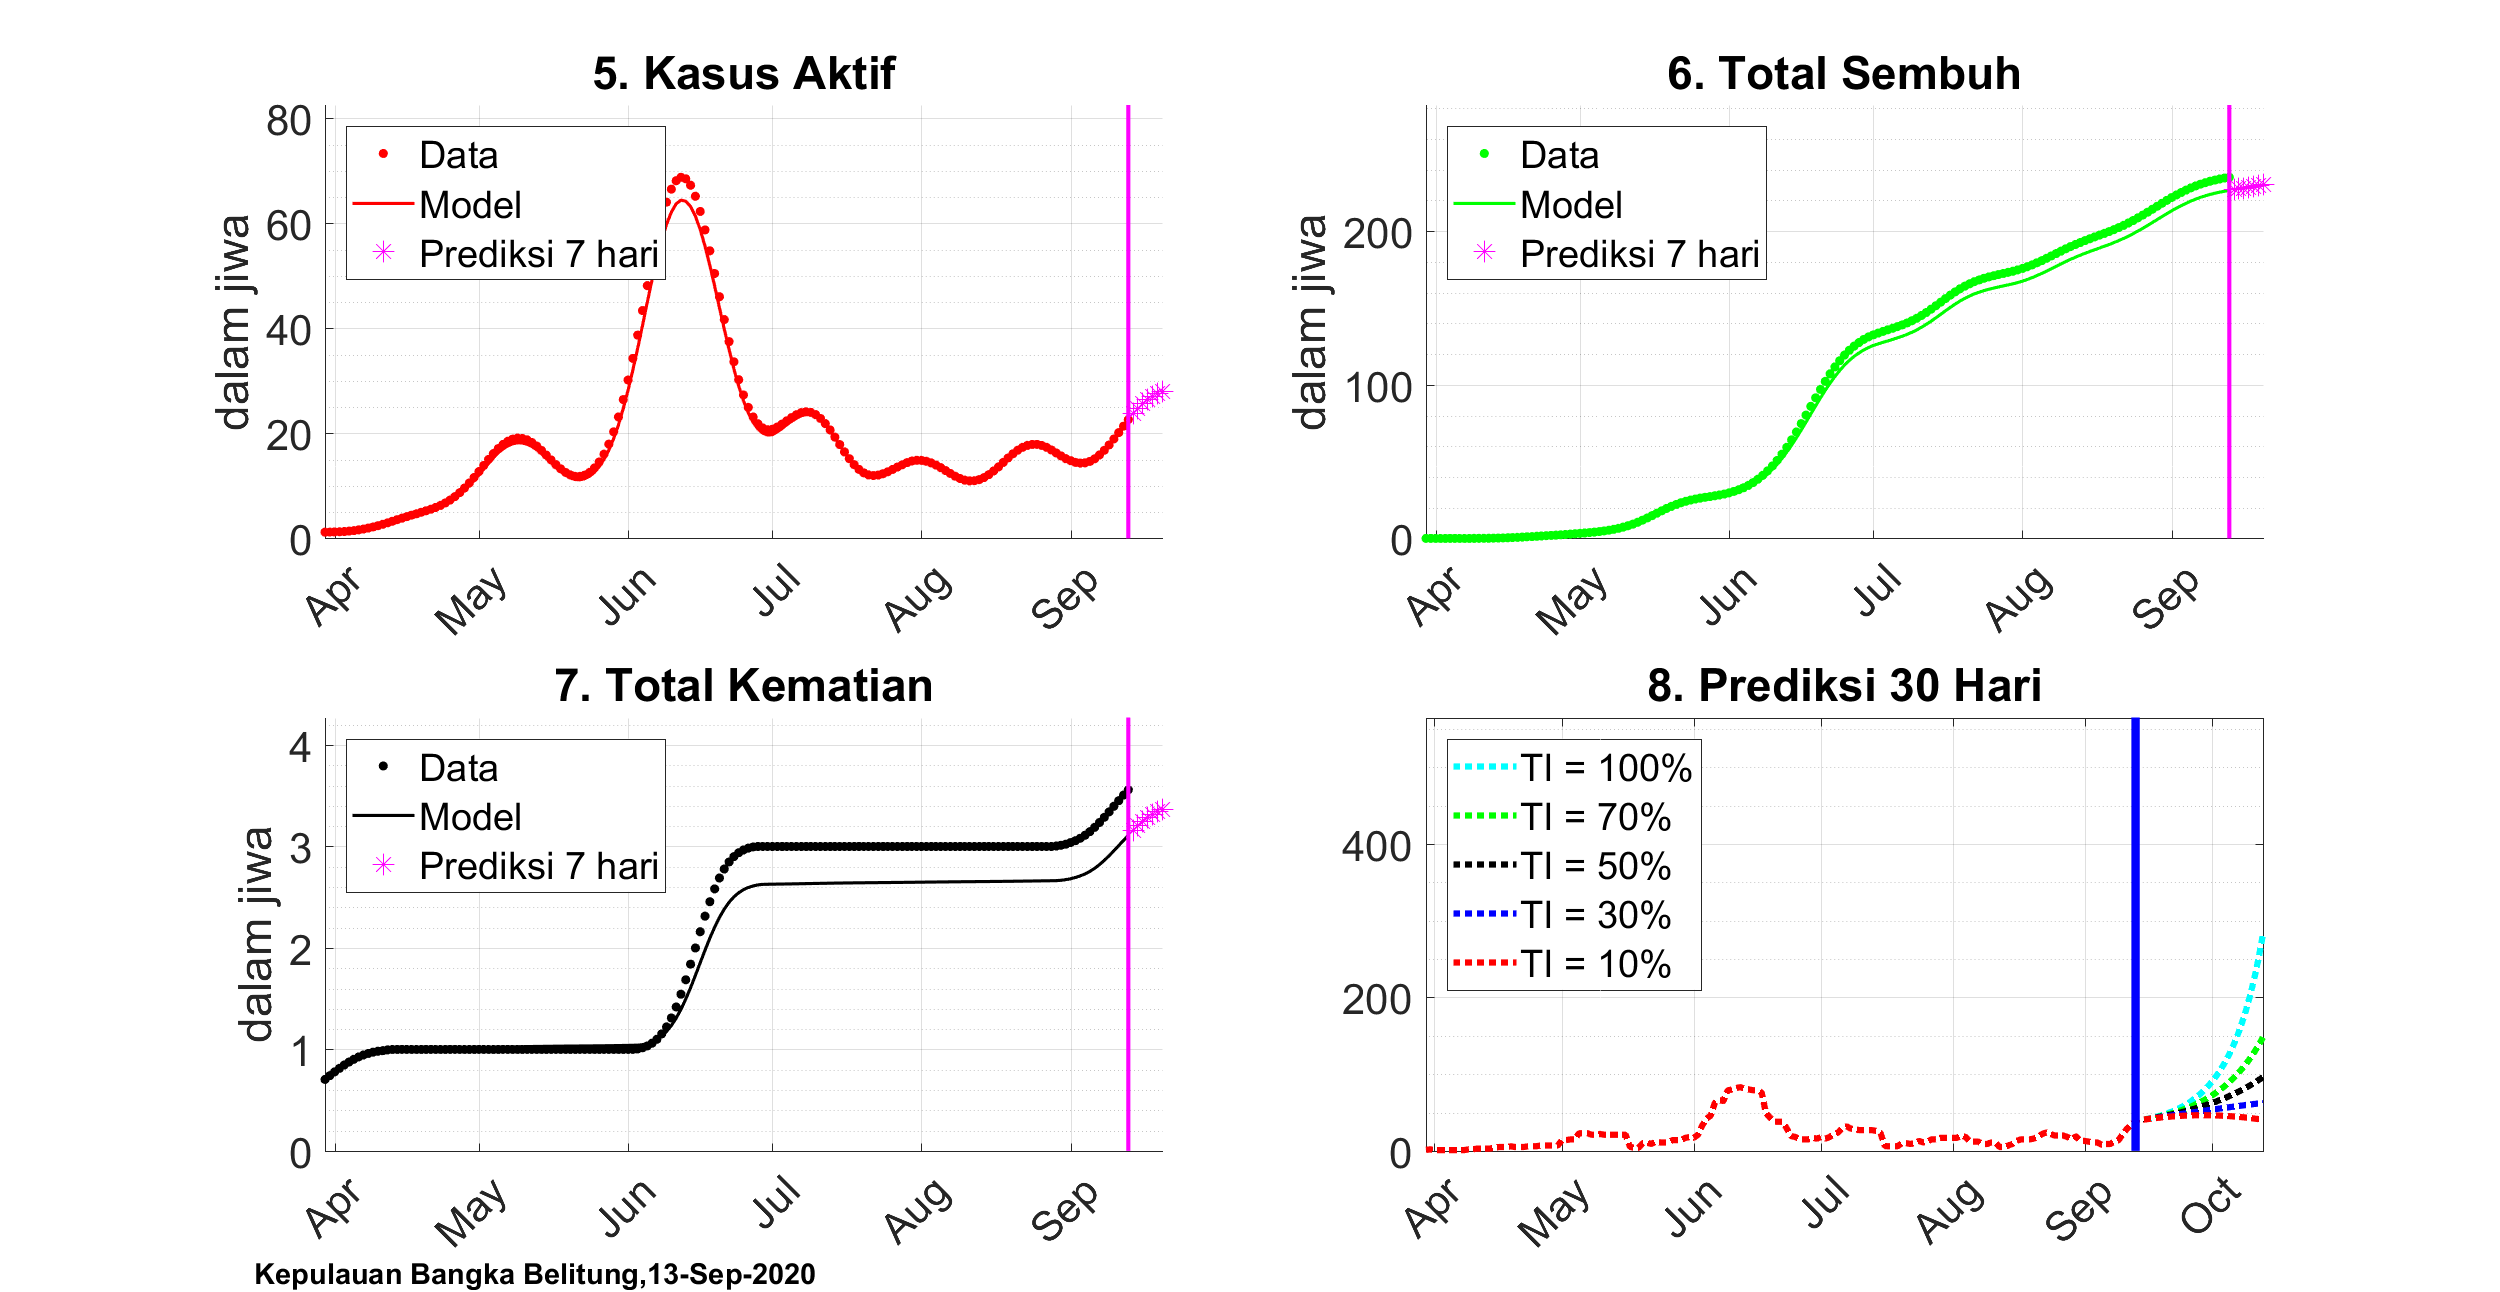 5. Kasus Aktif
80
60
40
20
0
dalam jiwa
Data
Model
Prediksi 7 hari
Apr
May
Jun
Jul
Aug
Sep
6. Total Sembuh
200
100
0
dalam jiwa
Data
Model
Prediksi 7 hari
Apr
May
Jun
Jul
Aug
Sep
7. Total Kematian
4
3
2
1
0
dalam jiwa
Data
Model
Prediksi 7 hari
Apr
May
Jun
Jul
Aug
Sep
8. Prediksi 30 Hari
400
200
0
TI = 100%
TI = 70%
TI = 50%
TI = 30%
TI = 10%
Apr
May
Jun
Jul
Aug
Sep
Oct
Kepulauan Bangka Belitung,13-Sep-2020